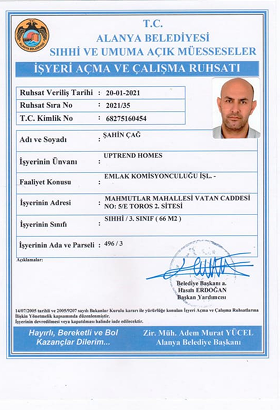 T.C.
ALANYA BELEDİYESİ
SIHHİ VE UMUMA AÇIK MÜESSESELER
İŞYERİ AÇMA VE ÇALIŞMA RUHSATI
Ruhsat Veriliş Tarihi : 20-01-2021
Ruhsat Sıra No : 2021/35
T.C. Kimlik No : 68275160454
Adı ve Soyadı : ŞAHİN ÇAĞ
İşyerinin Ünvanı : UPTREND HOMES
Faaliyet Konusu : EMLAK KOMİSYONCULUĞU İŞL. -
İşyerinin Adresi : MAHMUTLAR MAHALLESİ VATAN CADDESİ NO: 5/E TOROS 2. SİTESİ
İşyerinin Sınıfı : SIHHİ / 3. SINIF ( 66 M2 )
İşyerinin Ada ve Parseli : 496 / 3
Açıklamalar:
Belediye Başkanı a.
Hasıh ERDOĞAN
Başkan Yardımcısı
14/07/2005 tarihli ve 2005/9207 sayılı Bakanlar Kurulu kararı ile yürürlüğe konulan İşyeri Açma ve Çalışma Ruhsatlarına
İlişkin Yönetmelik kapsamında düzenlenmiştir.
İşyerinin devredilmesi veya kapatılması halinde iade edilecektir.
Hayırlı, Bereketli ve Bol
Kazançlar Dilerim...
Zir. Müh. Adem Murat YÜCEL
Alanya Belediye Başkanı